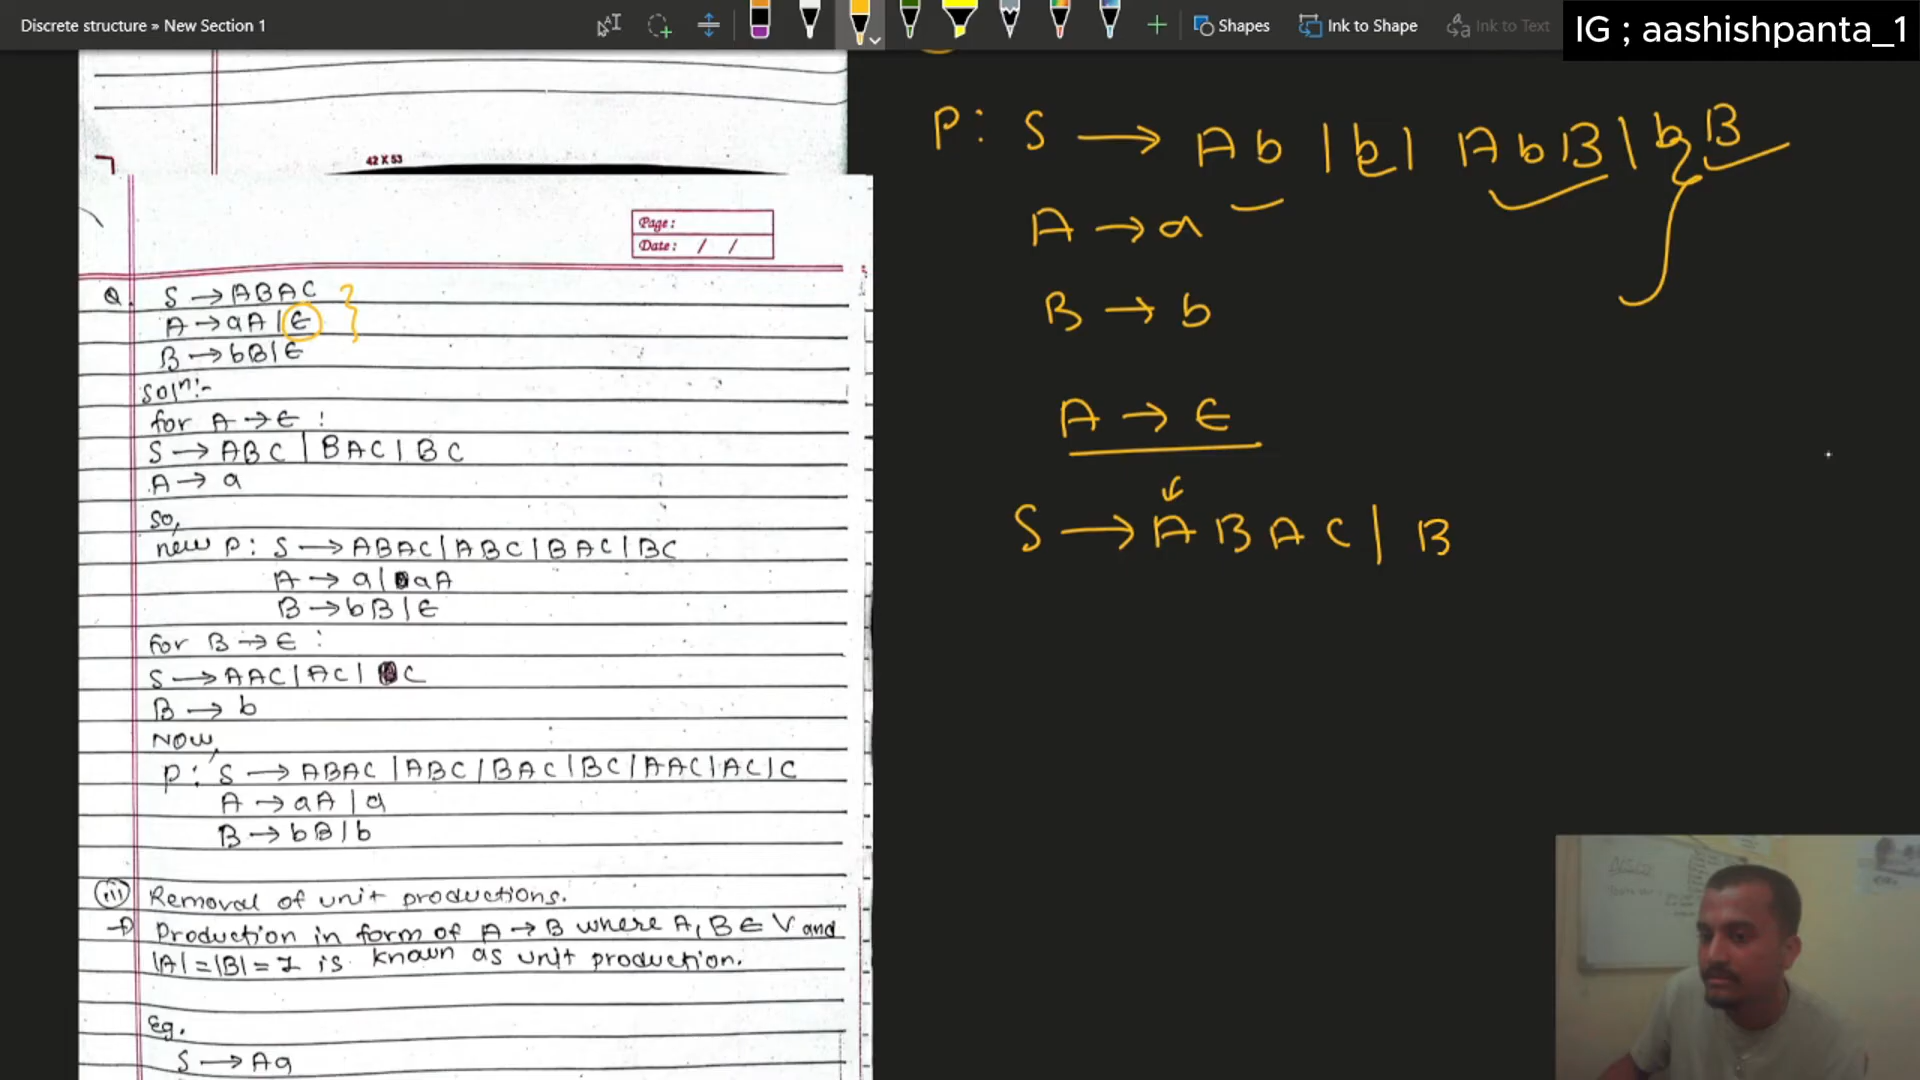 Discrete structure » New Section 1
Shapes
Ink to Shape
Ink to Text
IG ; aashishpanta_1
42 X 53
Page :
Date : / /
Q. S → ABAC
A → aA | ϵ
B → bB | ϵ
Solⁿ:-
for A → ϵ :
S → ABC | BAC | BC
A → a
so,
new P: S → ABAC | ABC | BAC | BC
A → a | aA
B → bB | ϵ
for B → ϵ :
S → AAC | AC | C
B → b
NOW,
P: S → ABAC | ABC | BAC | BC | AAC | AC | C
A → aA | a
B → bB | b
(iii) Removal of unit productions.
Production in form of A → B where A, B ∈ V and
|A| = |B| = 1 is known as unit production.
Eg.
S → Aa
P: S → Ab | b | AbB | bB
A → a
B → b
A → ϵ
S → ABAC | B